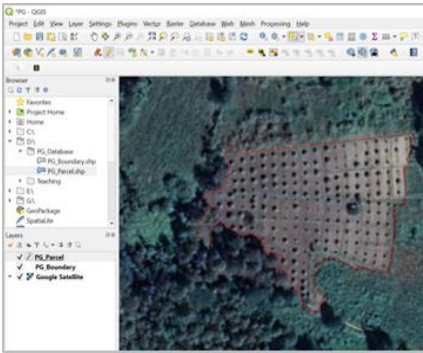 *PG - QGIS
Project Edit View Layer Settings Plugins Vector Raster Database Web Mesh Processing Help
Browser
Favorites
Project Home
Home
C:\
D:\
PG_Database
PG_Boundary.shp
PG_Parcel.shp
Teaching
E:\
G:\
GeoPackage
SpatiaLite
Layers
PG_Parcel
PG_Boundary
Google Satellite